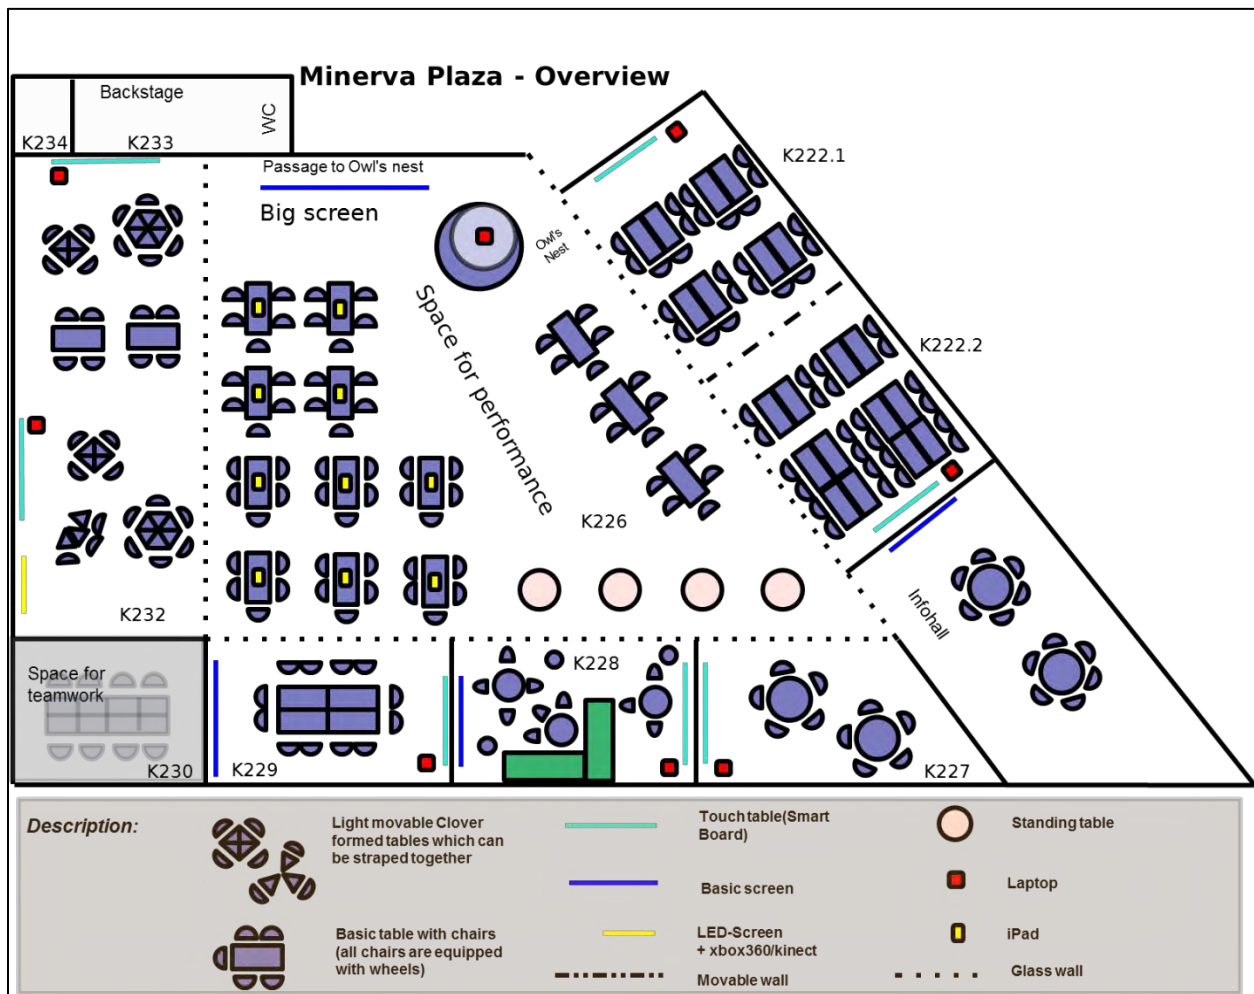 Minerva Plaza - Overview
Backstage
WC
K234
K233
Passage to Owl's nest
Big screen
Owl's
Nest
K222.1
K222.2
Space for performance
K226
K232
Infohall
Space for
teamwork
K230
K229
K228
K227
Description:
Light movable Clover
formed tables which can
be straped together
Basic table with chairs
(all chairs are equipped
with wheels)
Touch table(Smart
Board)
Basic screen
LED-Screen
+ xbox360/kinect
Movable wall
Standing table
Laptop
iPad
Glass wall